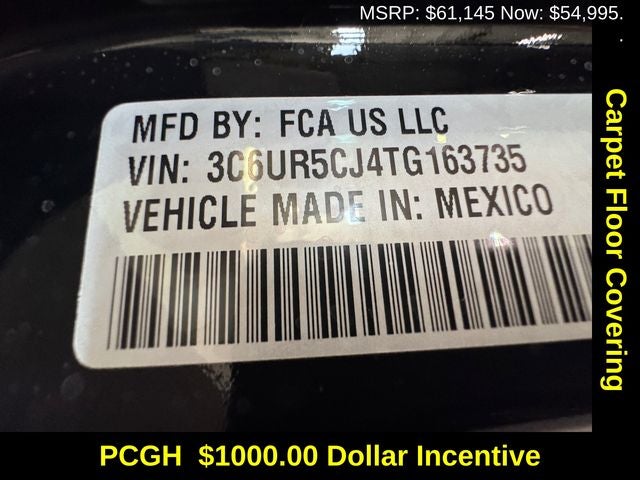 MSRP: $61,145 Now: $54,995.
MFD BY: FCA US LLC
VIN: 3C6UR5CJ4TG163735
VEHICLE MADE IN: MEXICO
Carpet Floor Covering
PCGH $1000.00 Dollar Incentive